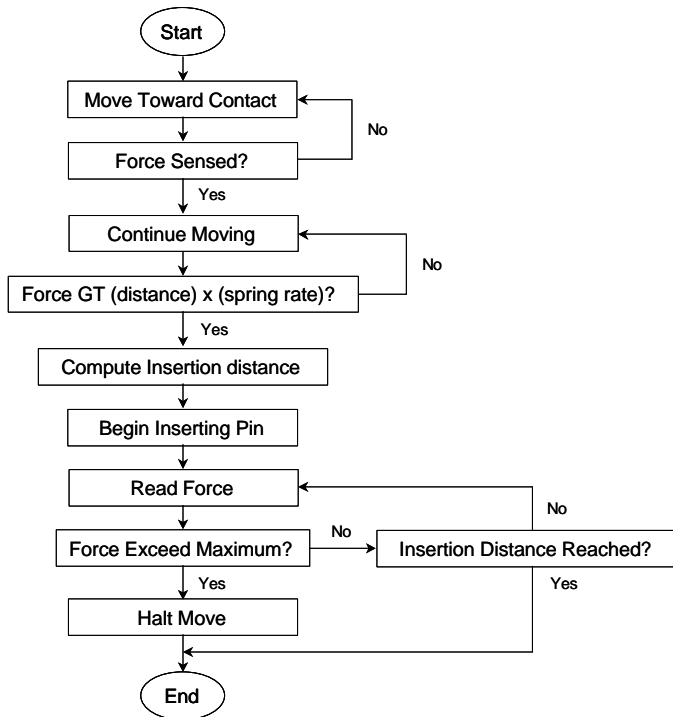 Start
Move Toward Contact
No
Force Sensed?
Yes
Continue Moving
No
Force GT (distance) x (spring rate)?
Yes
Compute Insertion distance
Begin Inserting Pin
Read Force
No
Force Exceed Maximum?
No
Insertion Distance Reached?
Yes
Yes
Halt Move
End